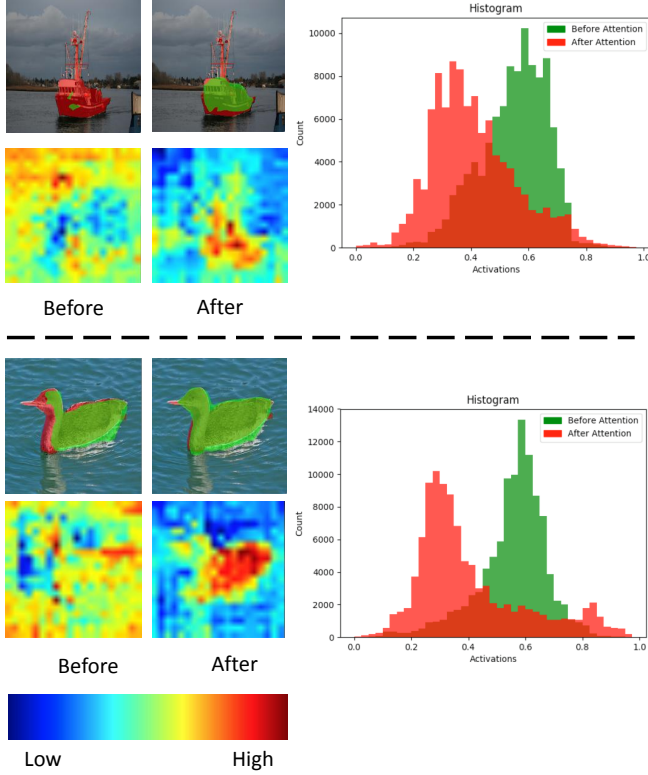 Histogram
Before Attention
After Attention
10000
8000
6000
4000
2000
0
Count
0.0 0.2 0.4 0.6 0.8 1.0
Activations
Before After
Histogram
Before Attention
After Attention
14000
12000
10000
8000
6000
4000
2000
0
Count
0.0 0.2 0.4 0.6 0.8 1.0
Activations
Before After
Low High